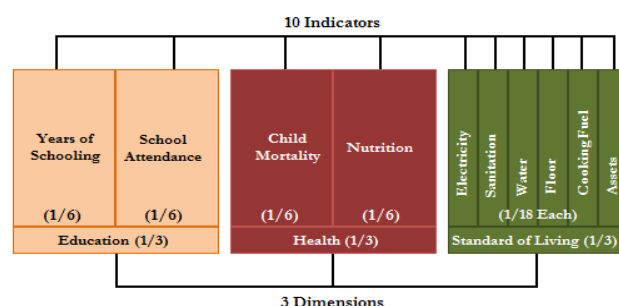 10 Indicators
Years of
Schooling
School
Attendance
Child
Mortality
Nutrition
Electricity
Sanitation
Water
Floor
Cooking Fuel
Assets
(1/6)
(1/6)
(1/6)
(1/6)
(1/18 Each)
Education (1/3)
Health (1/3)
Standard of Living (1/3)
3 Dimensions